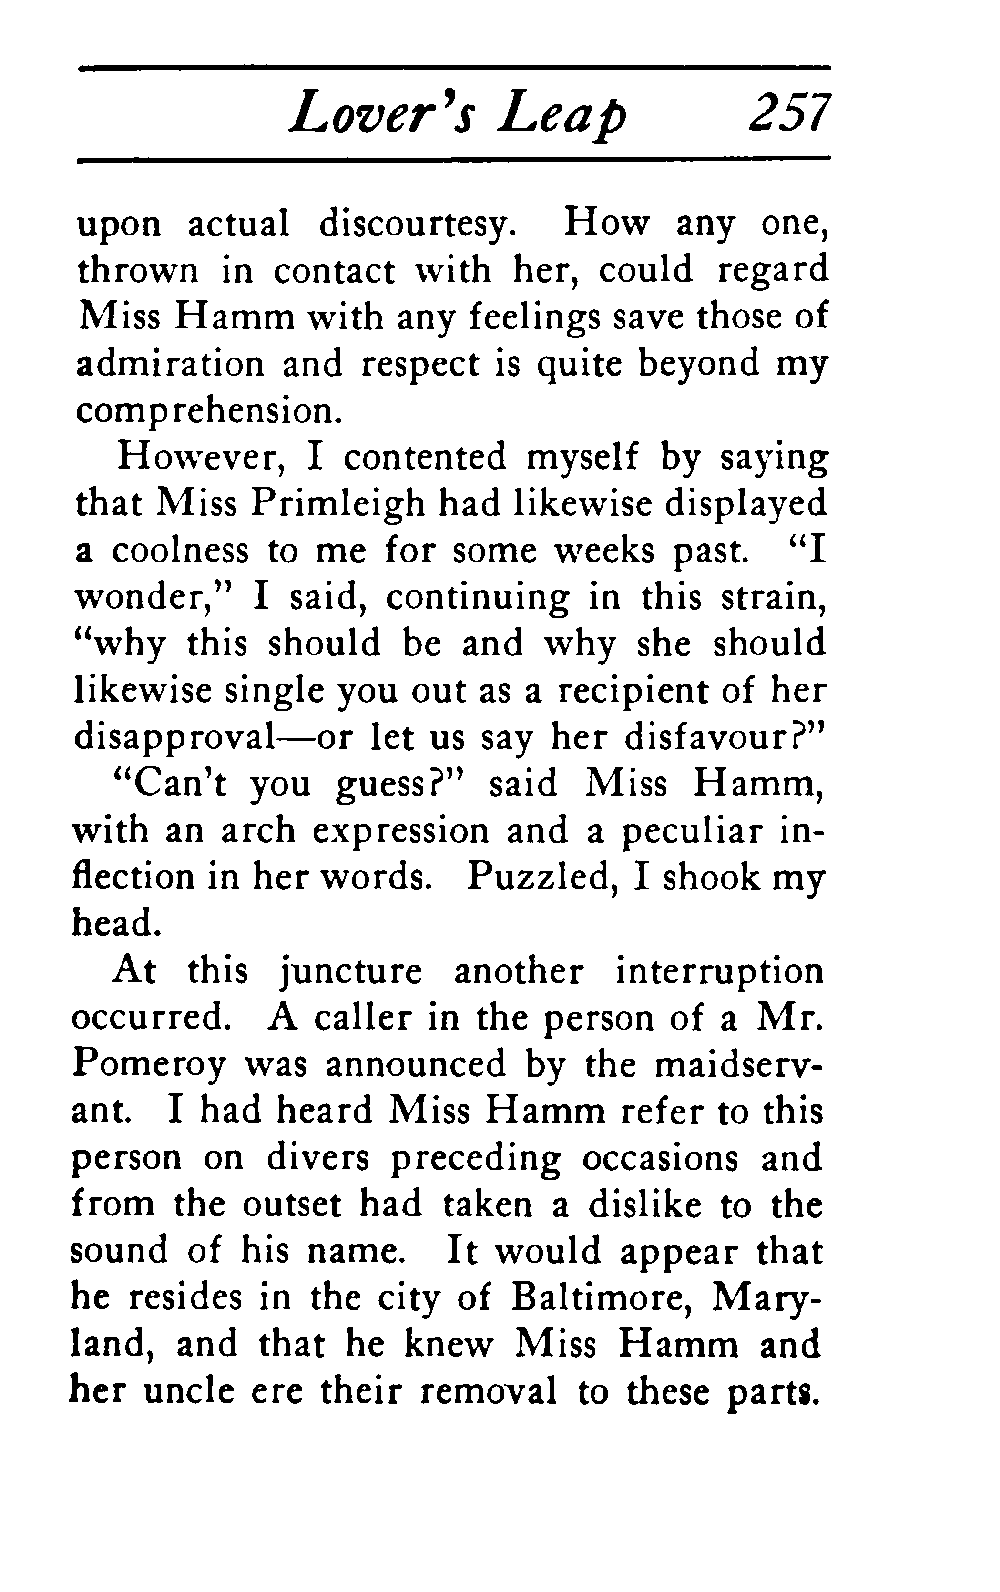 Lover's Leap 257
upon actual discourtesy. How any one,
thrown in contact with her, could regard
Miss Hamm with any feelings save those of
admiration and respect is quite beyond my
comprehension.
However, I contented myself by saying
that Miss Primleigh had likewise displayed
a coolness to me for some weeks past. “I
wonder,” I said, continuing in this strain,
“why this should be and why she should
likewise single you out as a recipient of her
disapproval—or let us say her disfavour?”
“Can't you guess?” said Miss Hamm,
with an arch expression and a peculiar in-
flection in her words. Puzzled, I shook my
head.
At this juncture another interruption
occurred. A caller in the person of a Mr.
Pomeroy was announced by the maidserv-
ant. I had heard Miss Hamm refer to this
person on divers preceding occasions and
from the outset had taken a dislike to the
sound of his name. It would appear that
he resides in the city of Baltimore, Mary-
land, and that he knew Miss Hamm and
her uncle ere their removal to these parts.